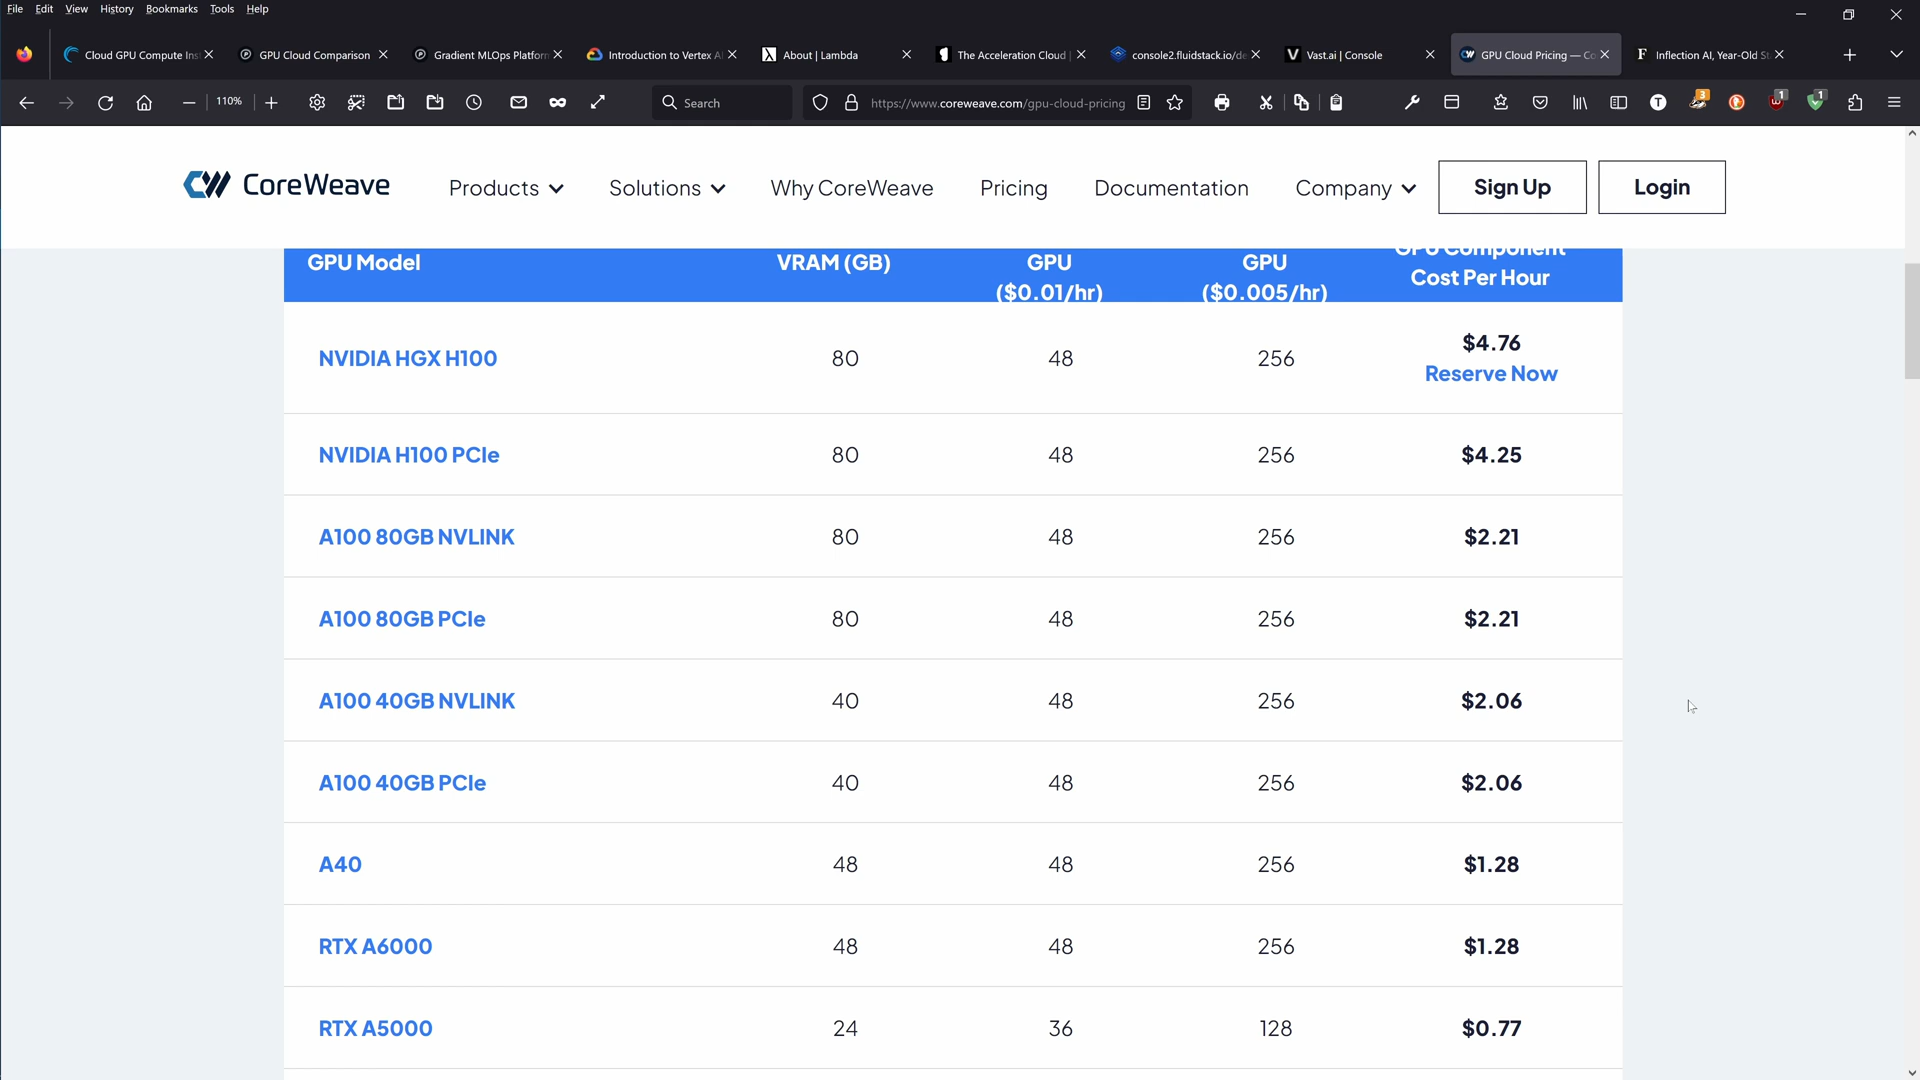 File Edit View History Bookmarks Tools Help
Cloud GPU Compute Ins
GPU Cloud Comparison
Gradient MLOps Platform
Introduction to Vertex AI
About | Lambda
The Acceleration Cloud |
console2.fluidstack.io/de
Vast.ai | Console
GPU Cloud Pricing — Co
Inflection AI, Year-Old St
110%
Search
https://www.coreweave.com/gpu-cloud-pricing
3
1
1
CoreWeave
Products
Solutions
Why CoreWeave
Pricing
Documentation
Company
Sign Up
Login
GPU Model
VRAM (GB)
GPU
($0.01/hr)
GPU
($0.005/hr)
GPU Component
Cost Per Hour
NVIDIA HGX H100 80 48 256 $4.76
Reserve Now
NVIDIA H100 PCIe 80 48 256 $4.25
A100 80GB NVLINK 80 48 256 $2.21
A100 80GB PCIe 80 48 256 $2.21
A100 40GB NVLINK 40 48 256 $2.06
A100 40GB PCIe 40 48 256 $2.06
A40 48 48 256 $1.28
RTX A6000 48 48 256 $1.28
RTX A5000 24 36 128 $0.77